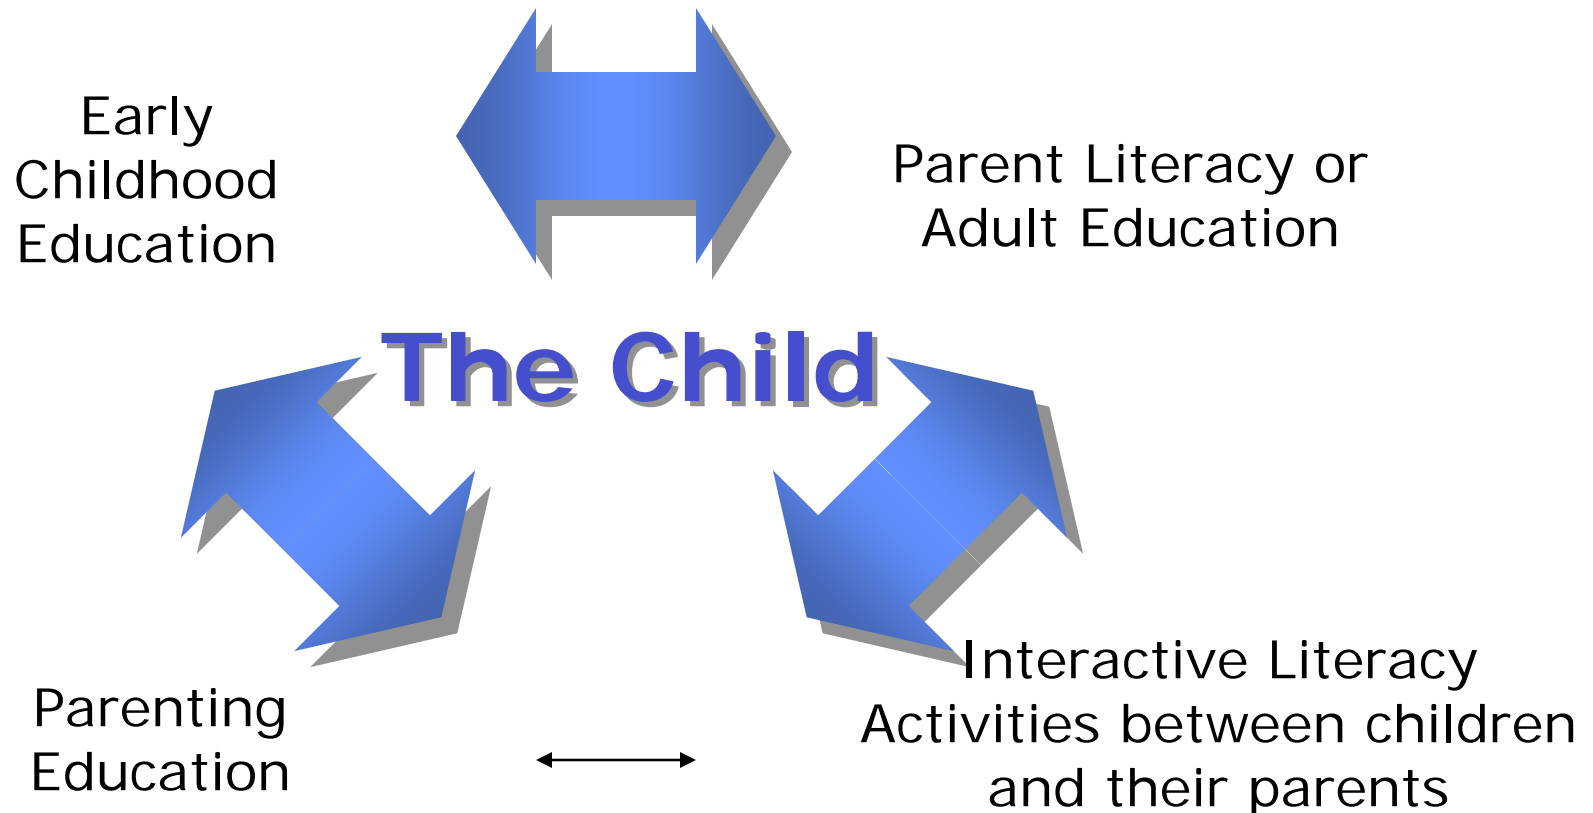 Early
Childhood
Education
Parent Literacy or
Adult Education
The Child
Parenting
Education
Interactive Literacy
Activities between children
and their parents